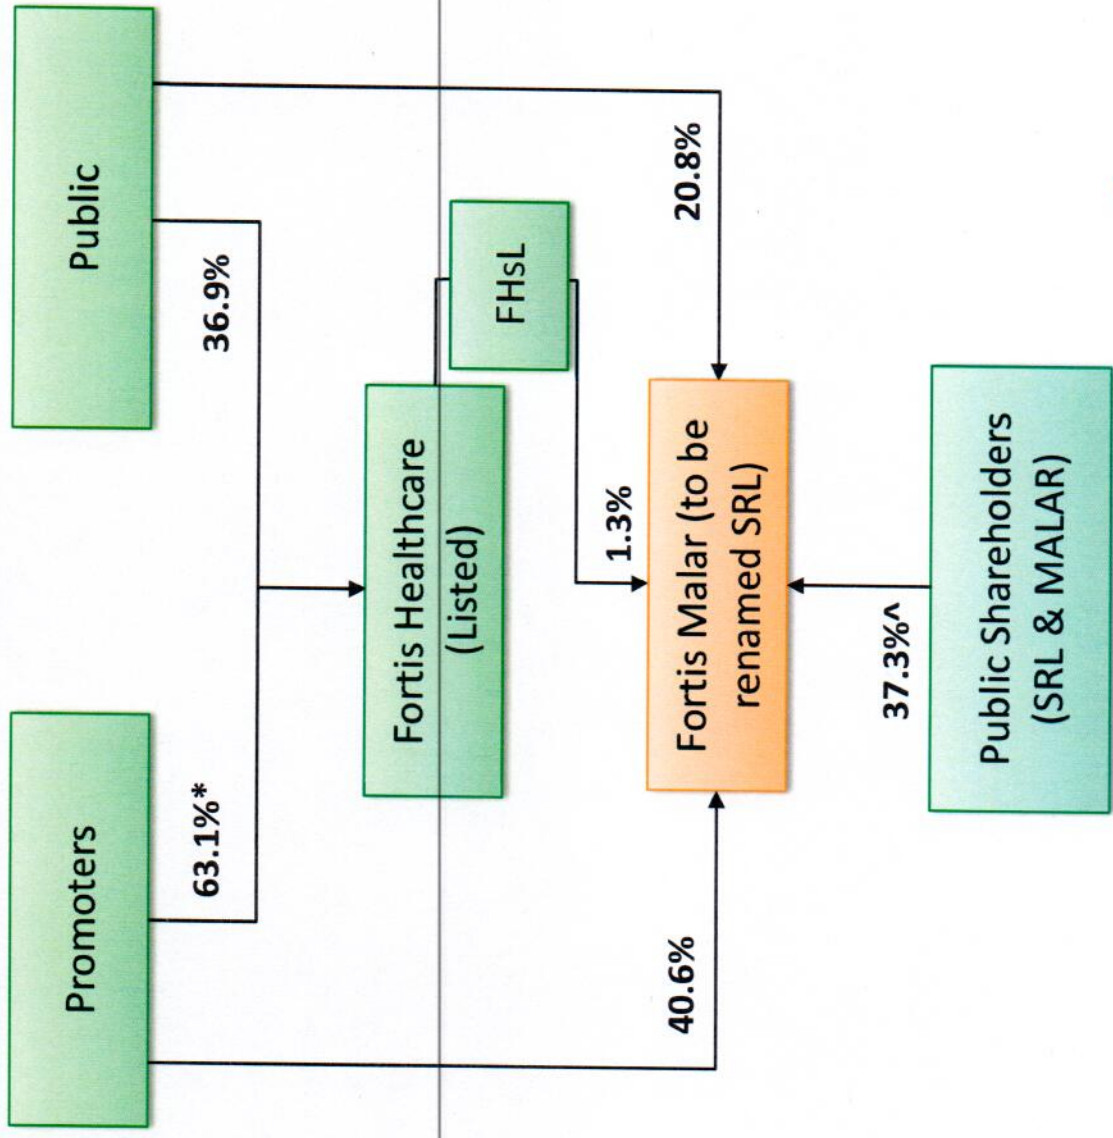 Promoters
Public
63.1%*
36.9%
Fortis Healthcare
(Listed)
FHsL
40.6%
1.3%
20.8%
Fortis Malar (to be
renamed SRL)
37.3%^
Public Shareholders
(SRL & MALAR)